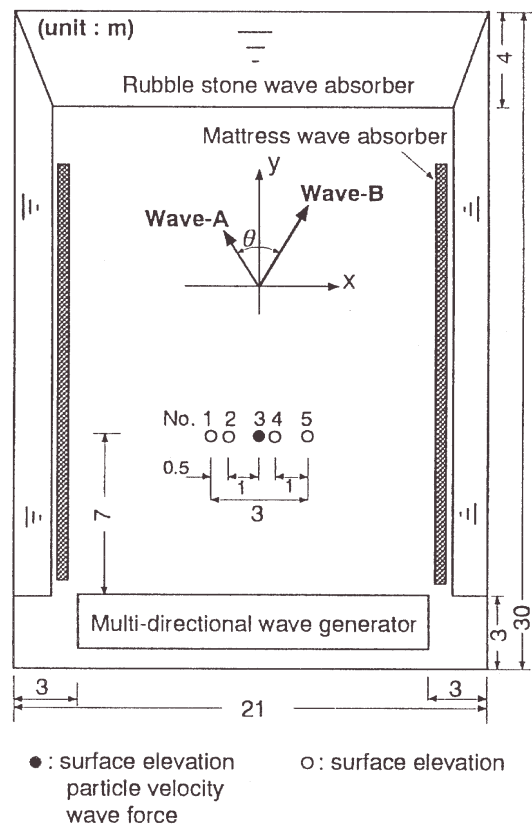 (unit : m)
4
Rubble stone wave absorber
Mattress wave absorber
y
Wave-B
Wave-A
θ
x
No. 1 2 3 4 5
0.5
1
1
3
7
Multi-directional wave generator
3
30
3
3
21
● : surface elevation
particle velocity
wave force
○ : surface elevation